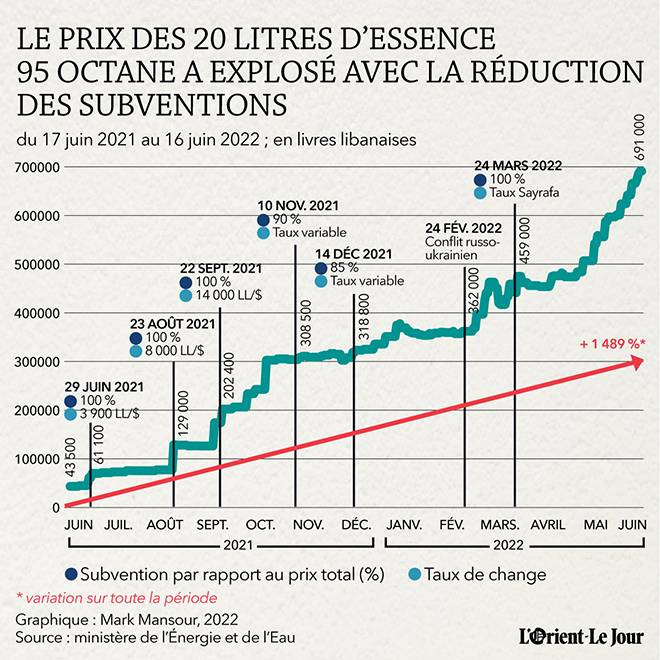 LE PRIX DES 20 LITRES D'ESSENCE
95 OCTANE A EXPLOSÉ AVEC LA RÉDUCTION
DES SUBVENTIONS
du 17 juin 2021 au 16 juin 2022 ; en livres libanaises
700000
600000
500000
400000
300000
200000
100000
0
29 JUIN 2021
100 %
3 900 LL/$
23 AOÛT 2021
100 %
8 000 LL/$
22 SEPT. 2021
100 %
14 000 LL/$
10 NOV. 2021
90 %
Taux variable
14 DÉC 2021
85 %
Taux variable
24 FÉV. 2022
Conflit russo-
ukrainien
24 MARS 2022
100 %
Taux Sayrafa
43 500
61 100
129 000
202 400
308 500
318 800
362 000
459 000
691 000
+ 1 489 %*
JUIN JUIL. AOÛT SEPT. OCT. NOV. DÉC. JANV. FÉV. MARS. AVRIL MAI JUIN
2021 2022
Subvention par rapport au prix total (%) Taux de change
* variation sur toute la période
Graphique : Mark Mansour, 2022
Source : ministère de l'Énergie et de l'Eau
L'Orient-Le Jour